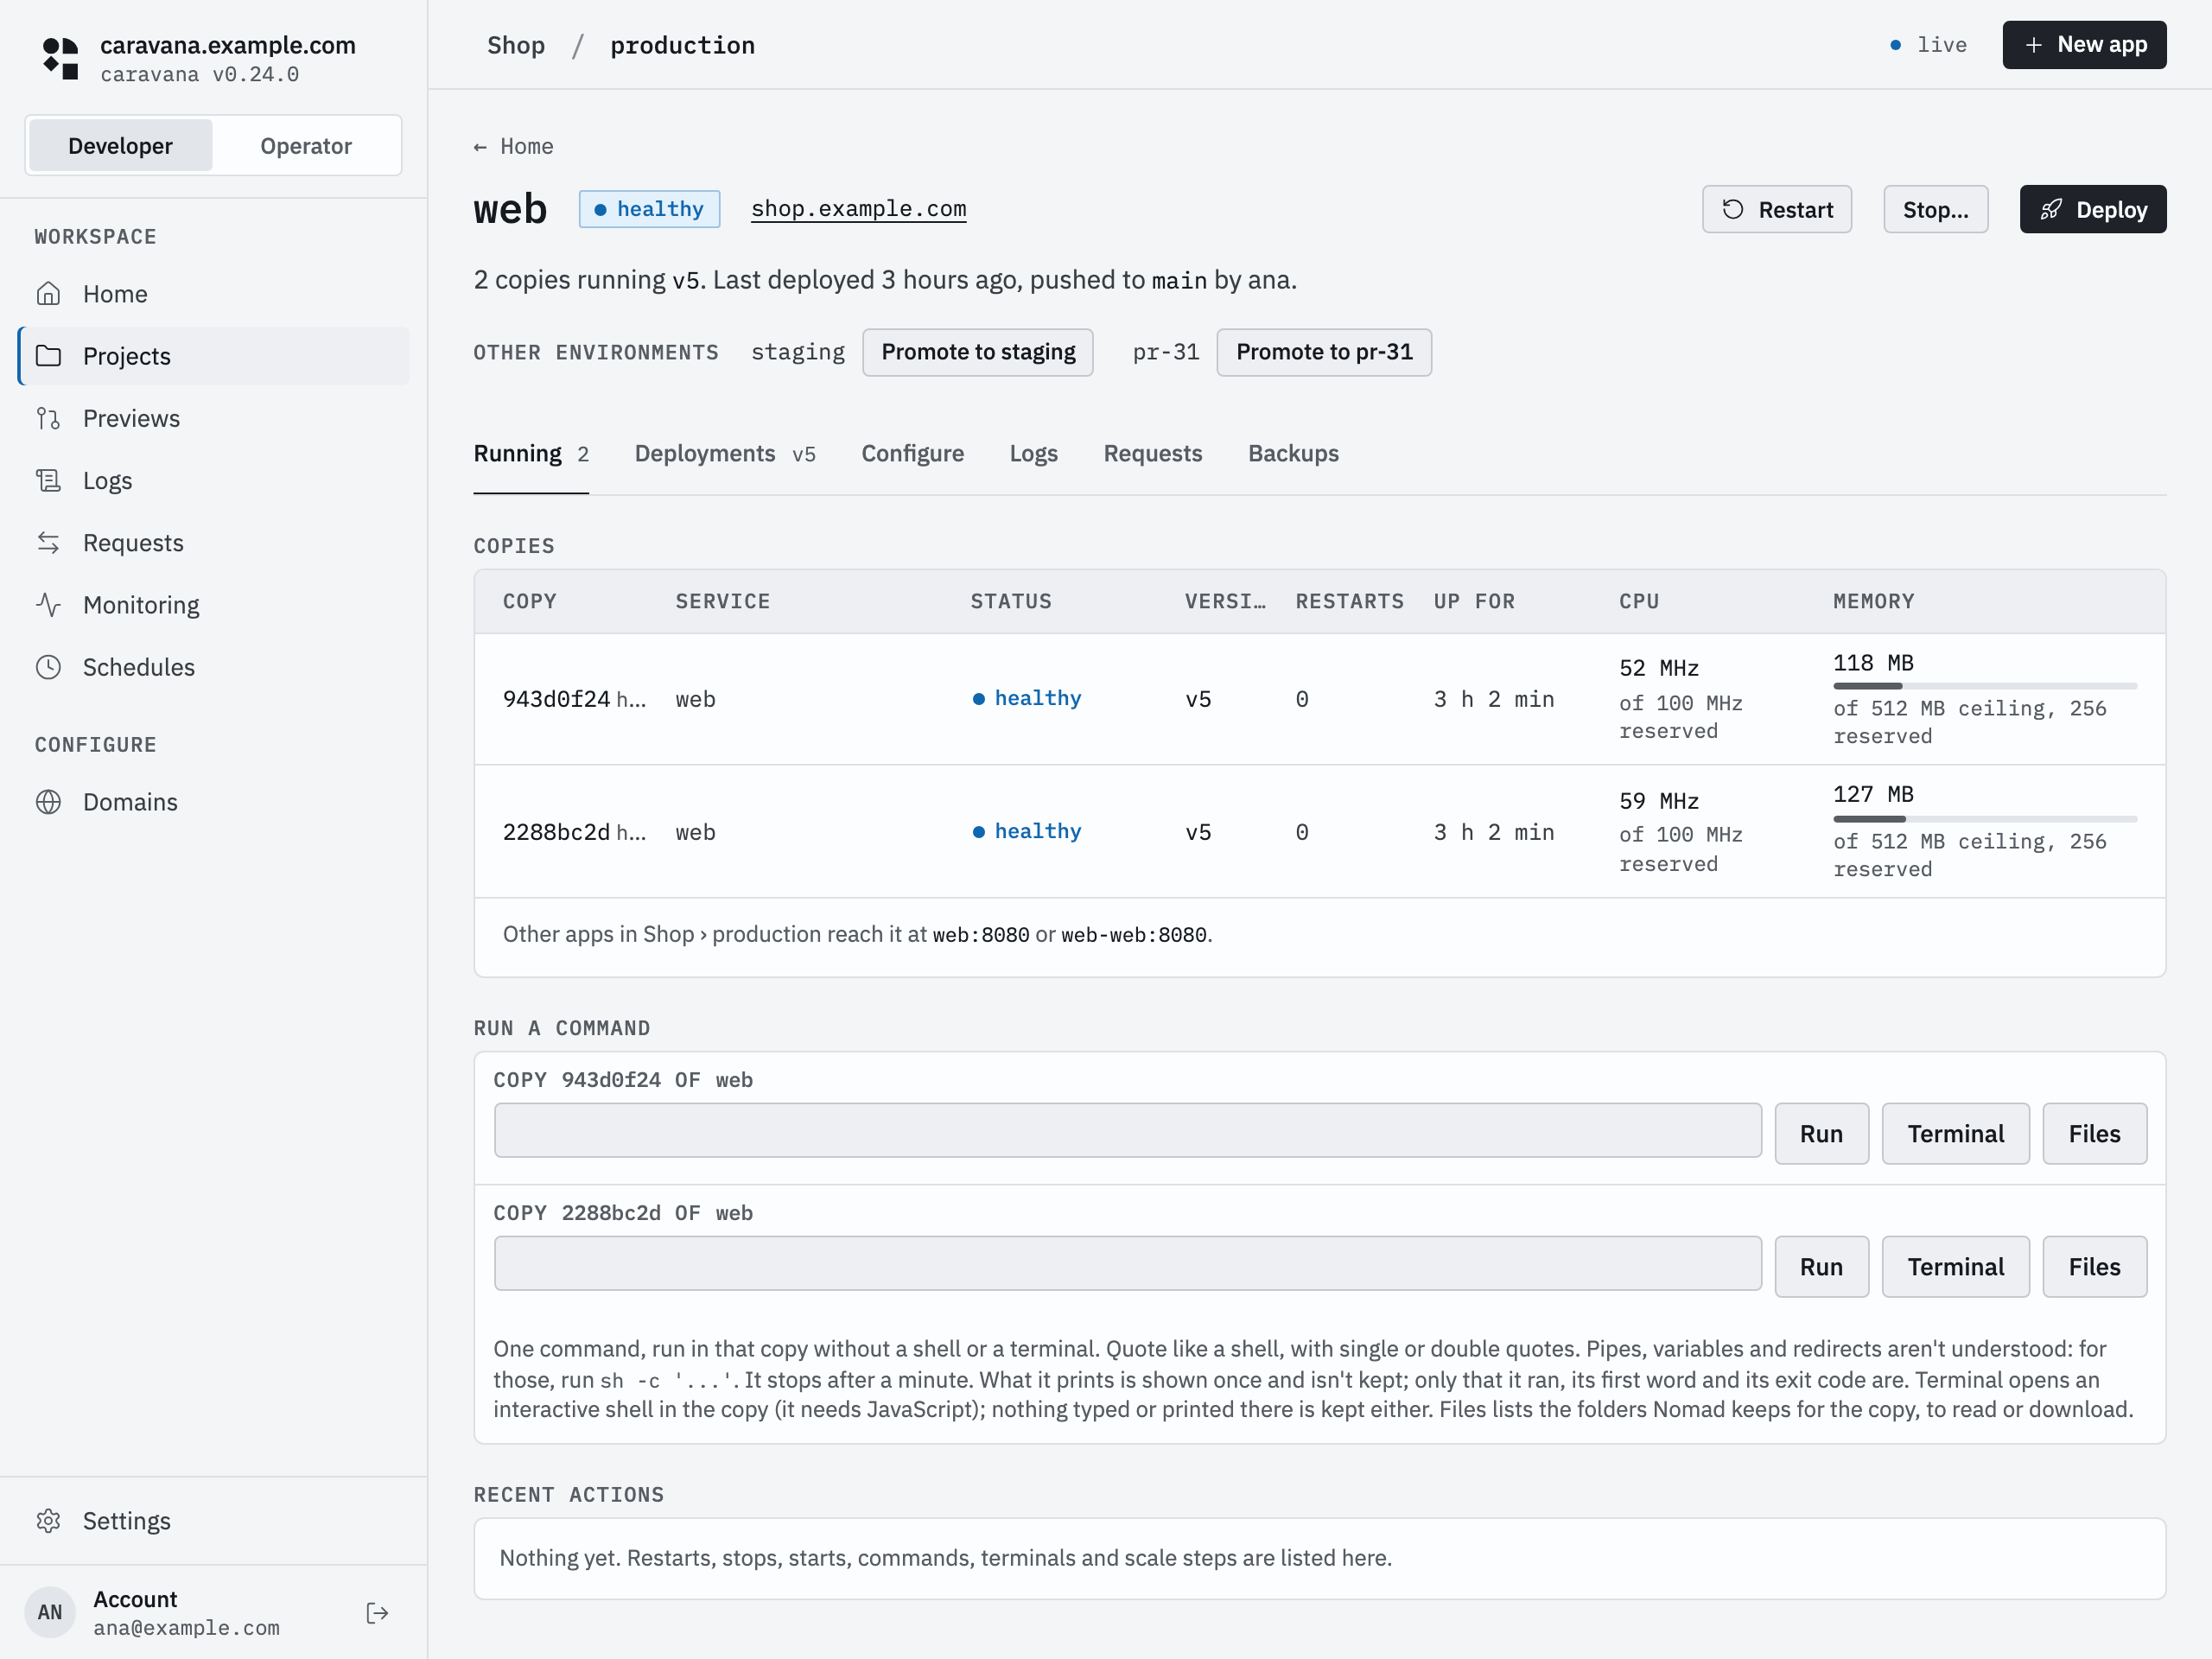 caravana.example.com
caravana v0.24.0
Developer
Operator
WORKSPACE
Home
Projects
Previews
Logs
Requests
Monitoring
Schedules
CONFIGURE
Domains
Settings
AN
Account
ana@example.com
Shop / production
live
+ New app
← Home
web
healthy
shop.example.com
Restart
Stop...
Deploy
2 copies running v5. Last deployed 3 hours ago, pushed to main by ana.
OTHER ENVIRONMENTS staging Promote to staging pr-31 Promote to pr-31
Running 2 Deployments v5 Configure Logs Requests Backups
COPIES
COPY SERVICE STATUS VERSI… RESTARTS UP FOR CPU MEMORY
943d0f24 h… web healthy v5 0 3 h 2 min
52 MHz
of 100 MHz
reserved
118 MB
of 512 MB ceiling, 256
reserved
2288bc2d h… web healthy v5 0 3 h 2 min
59 MHz
of 100 MHz
reserved
127 MB
of 512 MB ceiling, 256
reserved
Other apps in Shop › production reach it at web:8080 or web-web:8080.
RUN A COMMAND
COPY 943d0f24 OF web
Run Terminal Files
COPY 2288bc2d OF web
Run Terminal Files
One command, run in that copy without a shell or a terminal. Quote like a shell, with single or double quotes. Pipes, variables and redirects aren't understood: for
those, run sh -c '...'. It stops after a minute. What it prints is shown once and isn't kept; only that it ran, its first word and its exit code are. Terminal opens an
interactive shell in the copy (it needs JavaScript); nothing typed or printed there is kept either. Files lists the folders Nomad keeps for the copy, to read or download.
RECENT ACTIONS
Nothing yet. Restarts, stops, starts, commands, terminals and scale steps are listed here.